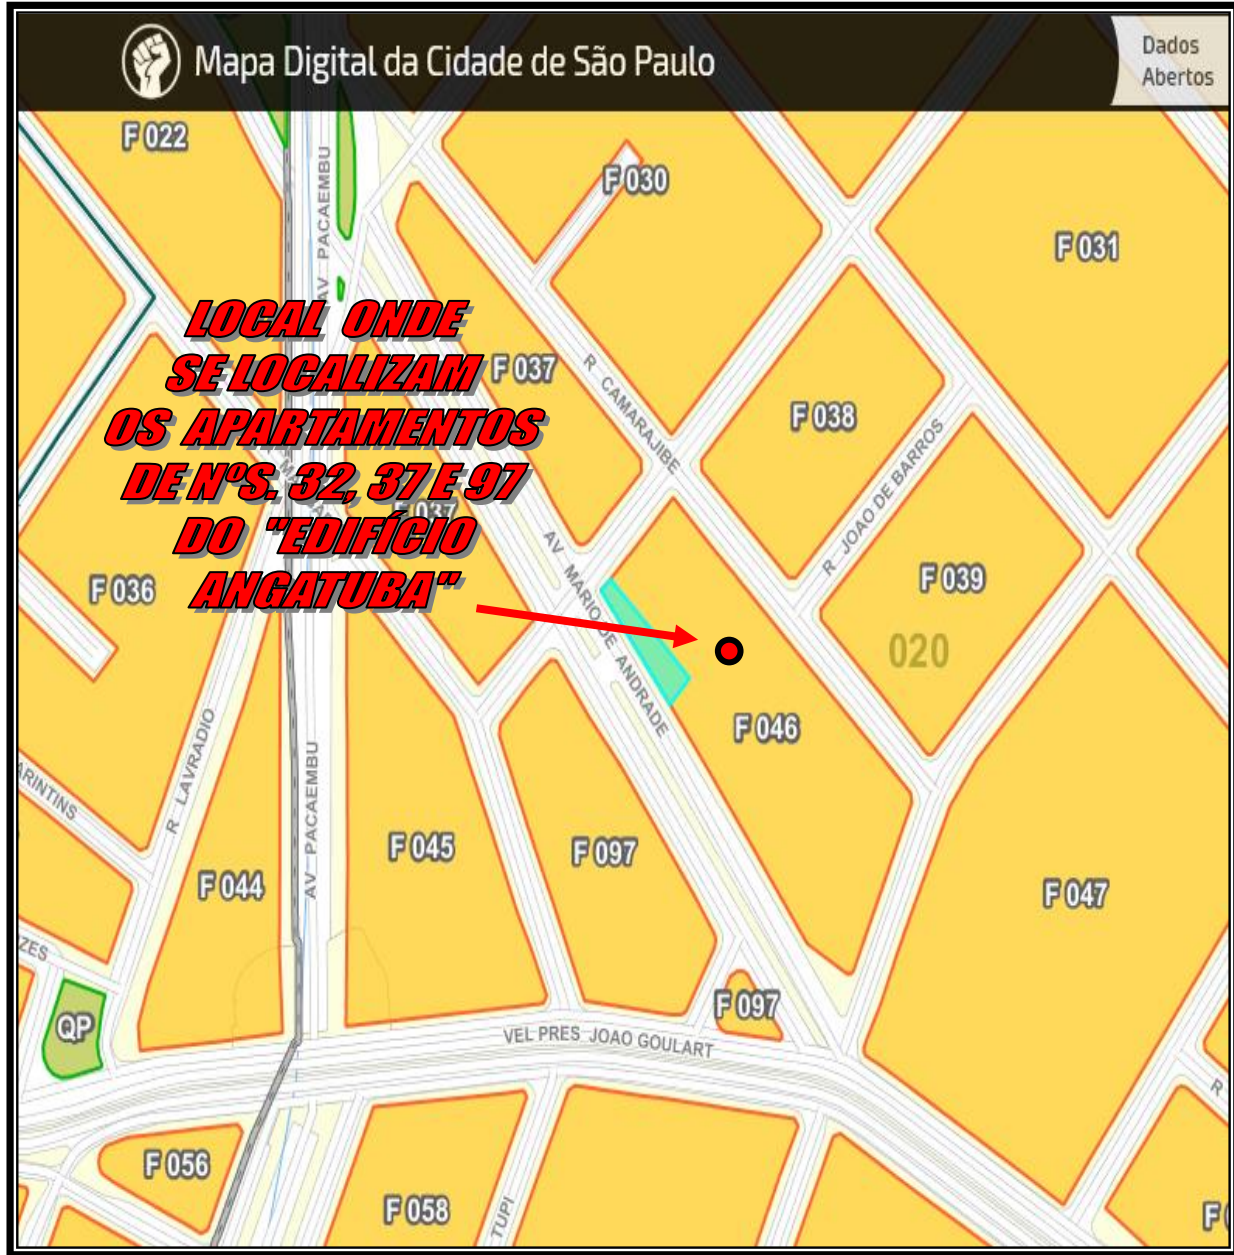 Mapa Digital da Cidade de São Paulo
Dados
Abertos
F 022
AV PACAEMBU
F 030
F 031
LOCAL ONDE
SE LOCALIZAM
OS APARTAMENTOS
DE NºS. 32, 37 E 97
DO "EDIFÍCIO
ANGATUBA"
F 037
R CAMARAJIBE
F 038
R JOAO DE BARROS
F 037
F 036
AV MARIO DE ANDRADE
F 039
020
F 046
R LAVRADIO
ARINTINS
AV PACAEMBU
F 045
F 097
F 044
F 047
ZES
QP
F 097
VEL PRES JOAO GOULART
R
F 056
F 058
TUPI
F